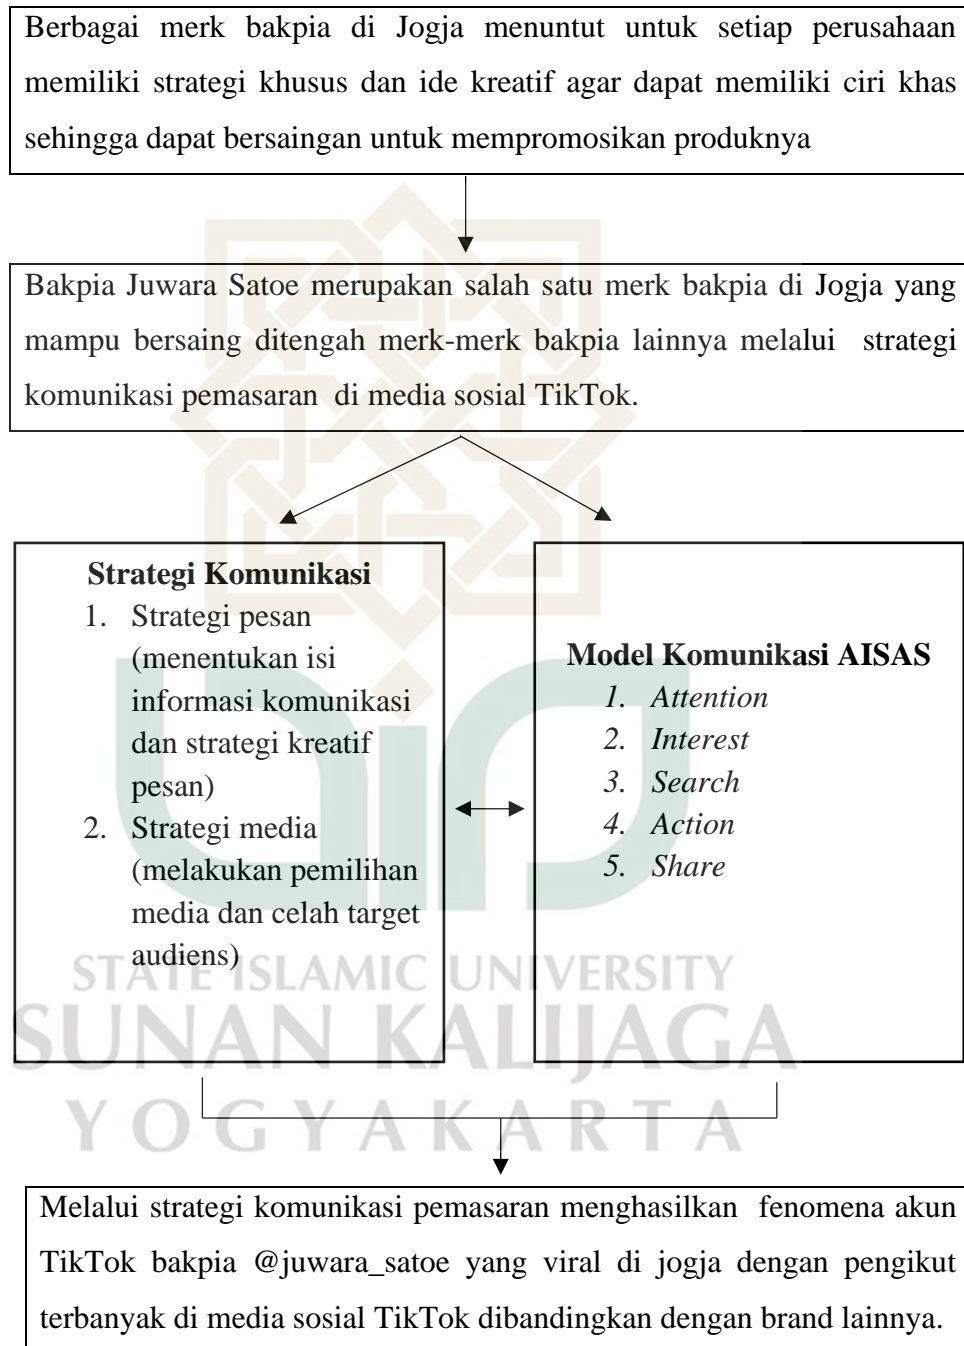 Berbagai merk bakpia di Jogja menuntut untuk setiap perusahaan
memiliki strategi khusus dan ide kreatif agar dapat memiliki ciri khas
sehingga dapat bersaingan untuk mempromosikan produknya
Bakpia Juwara Satoe merupakan salah satu merk bakpia di Jogja yang
mampu bersaing ditengah merk-merk bakpia lainnya melalui strategi
komunikasi pemasaran di media sosial TikTok.
Strategi Komunikasi
1. Strategi pesan
(menentukan isi
informasi komunikasi
dan strategi kreatif
pesan)
2. Strategi media
(melakukan pemilihan
media dan celah target
audiens)
Model Komunikasi AISAS
1. Attention
2. Interest
3. Search
4. Action
5. Share
STATE ISLAMIC UNIVERSITY
SUNAN KALIJAGA
YOGYAKARTA
Melalui strategi komunikasi pemasaran menghasilkan fenomena akun
TikTok bakpia @juwara_satoe yang viral di jogja dengan pengikut
terbanyak di media sosial TikTok dibandingkan dengan brand lainnya.